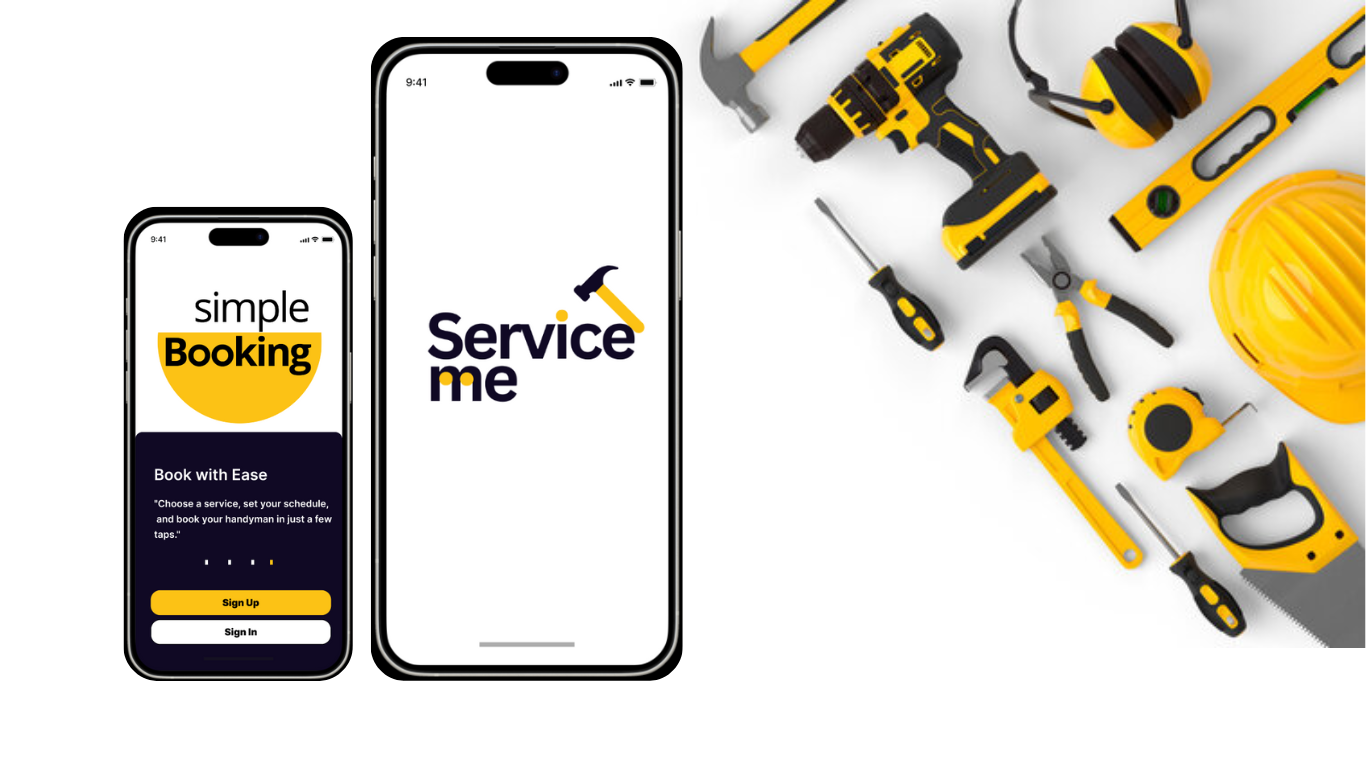 9:41
simple
Booking
Book with Ease
"Choose a service, set your schedule,
and book your handyman in just a few
taps."
Sign Up
Sign In
9:41
Service
me